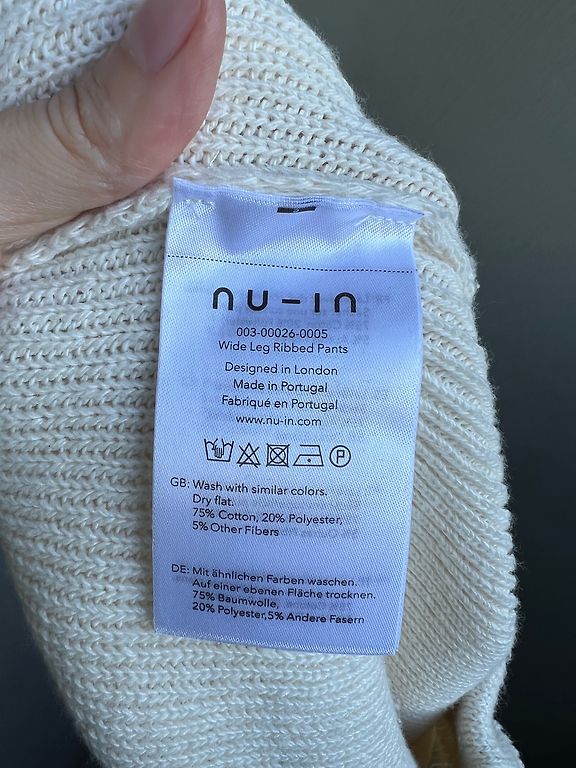 nu-in
003-00026-0005
Wide Leg Ribbed Pants
Designed in London
Made in Portugal
Fabriqué en Portugal
www.nu-in.com
P
GB: Wash with similar colors.
Dry flat.
75% Cotton, 20% Polyester,
5% Other Fibers
DE: Mit ähnlichen Farben waschen.
Auf einer ebenen Fläche trocknen.
75% Baumwolle,
20% Polyester,5% Andere Fasern